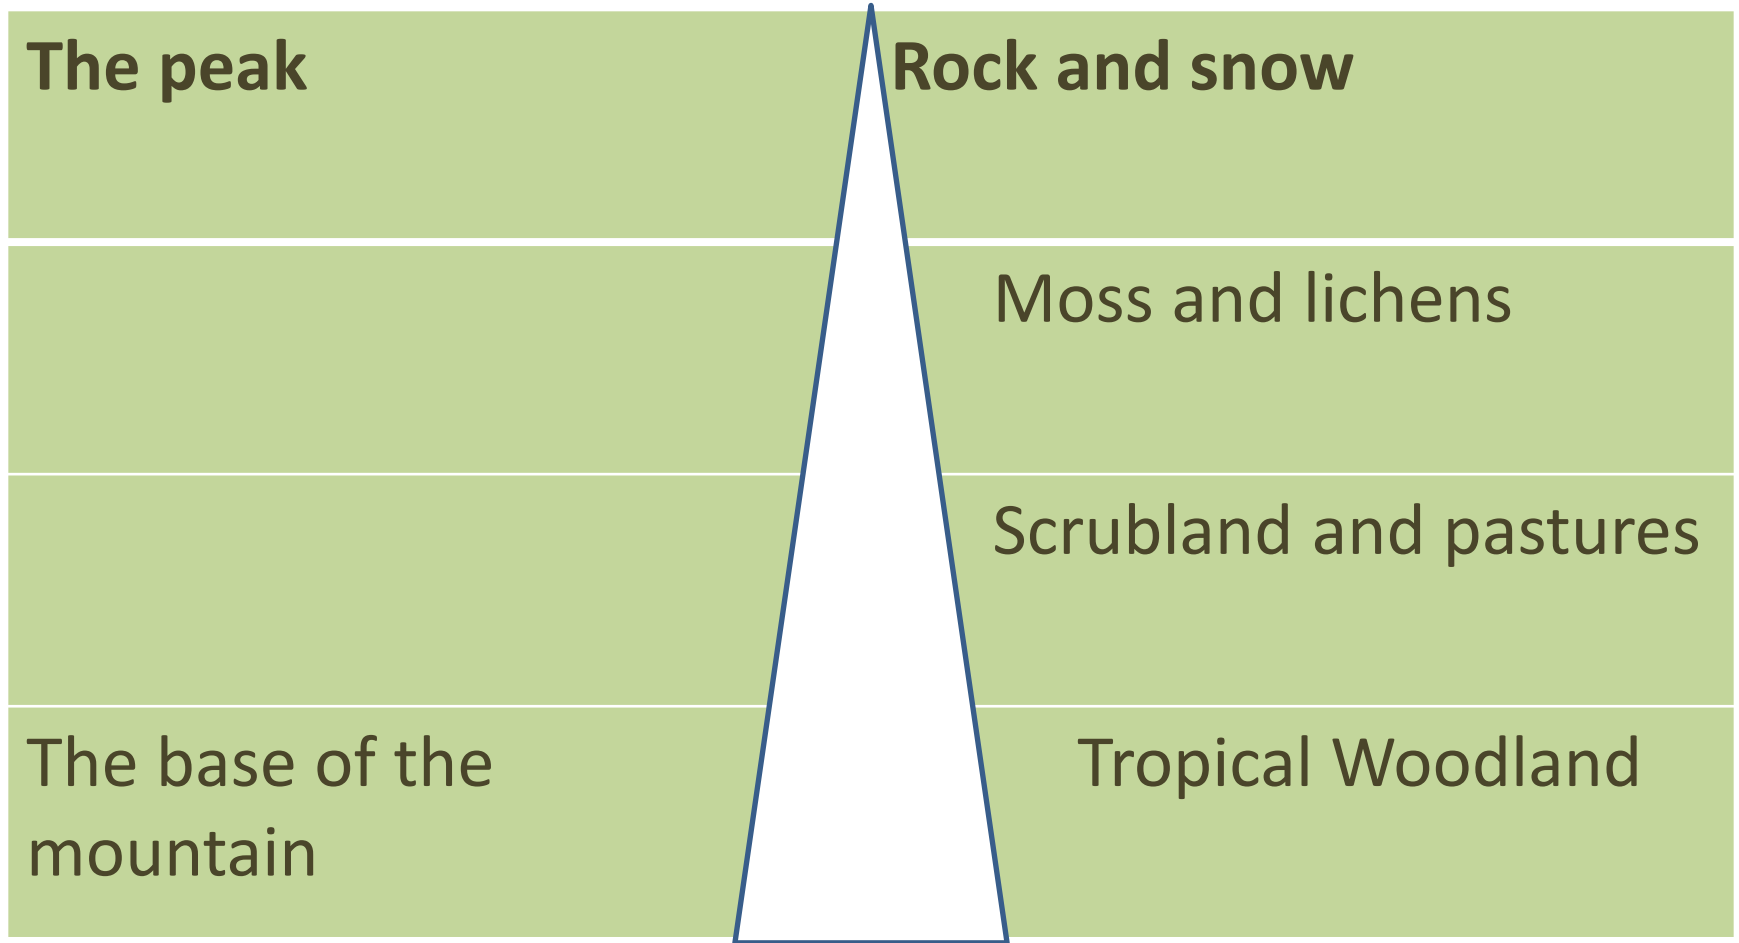 The peak
Rock and snow
Moss and lichens
Scrubland and pastures
The base of the
mountain
Tropical Woodland